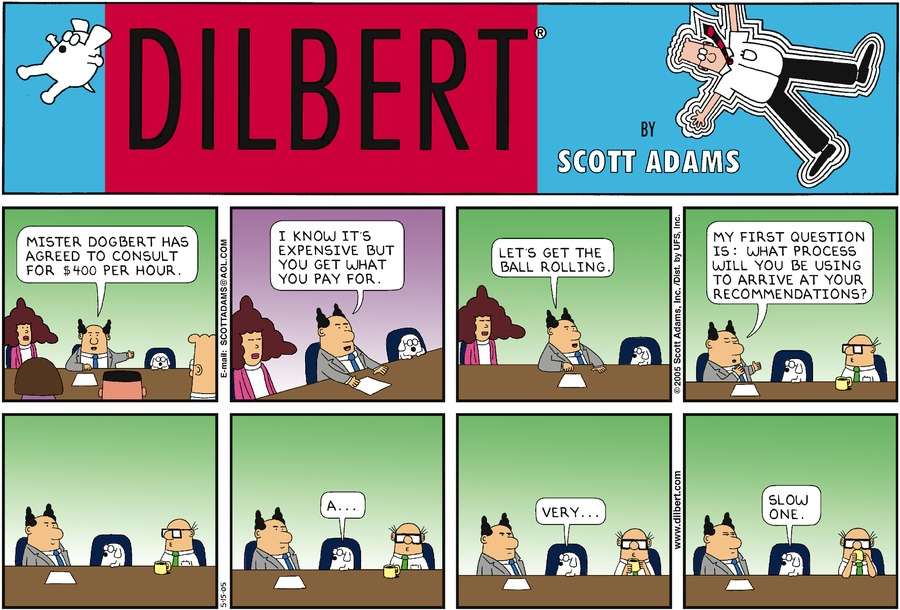 DILBERT®
BY
SCOTT ADAMS
MISTER DOGBERT HAS
AGREED TO CONSULT
FOR $400 PER HOUR.
E-mail: SCOTTADAMS@AOL.COM
I KNOW IT'S
EXPENSIVE BUT
YOU GET WHAT
YOU PAY FOR.
LET'S GET THE
BALL ROLLING.
© 2005 Scott Adams, Inc./Dist. by UFS, Inc.
MY FIRST QUESTION
IS: WHAT PROCESS
WILL YOU BE USING
TO ARRIVE AT YOUR
RECOMMENDATIONS?
5-15-05
A...
VERY...
www.dilbert.com
SLOW
ONE.